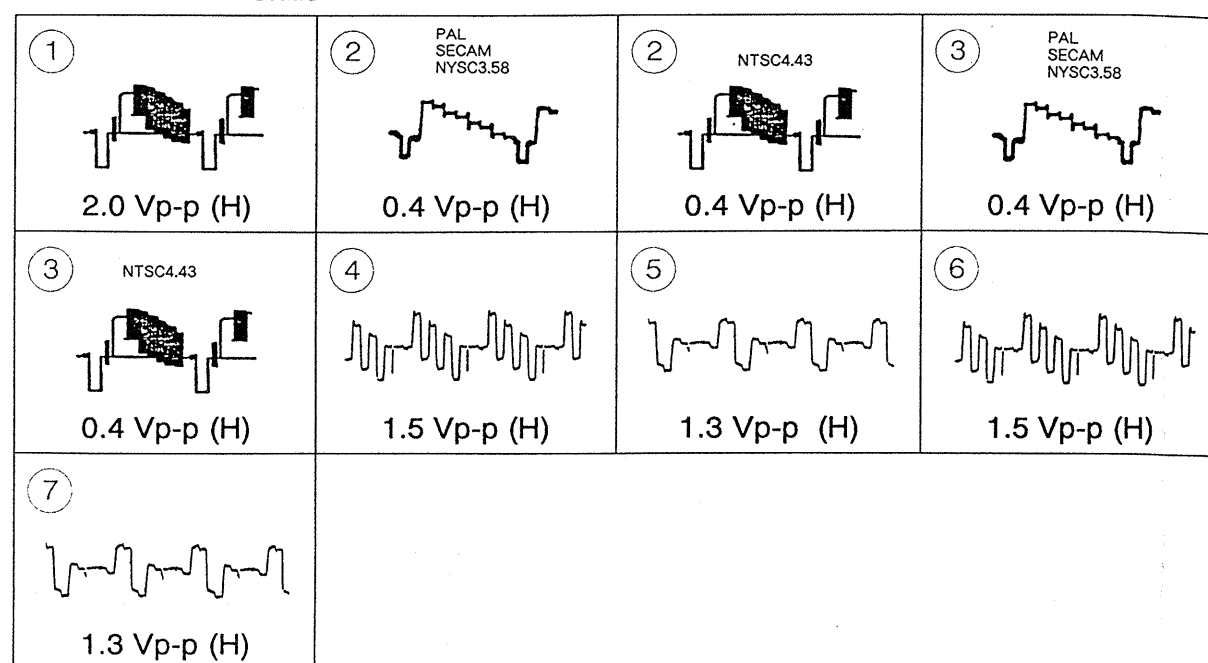 ①
PAL
SECAM
NYSC3.58
2.0 Vp-p (H)
②
0.4 Vp-p (H)
②
NTSC4.43
0.4 Vp-p (H)
③
PAL
SECAM
NYSC3.58
0.4 Vp-p (H)
③
NTSC4.43
0.4 Vp-p (H)
④
1.5 Vp-p (H)
⑤
1.3 Vp-p (H)
⑥
1.5 Vp-p (H)
⑦
1.3 Vp-p (H)